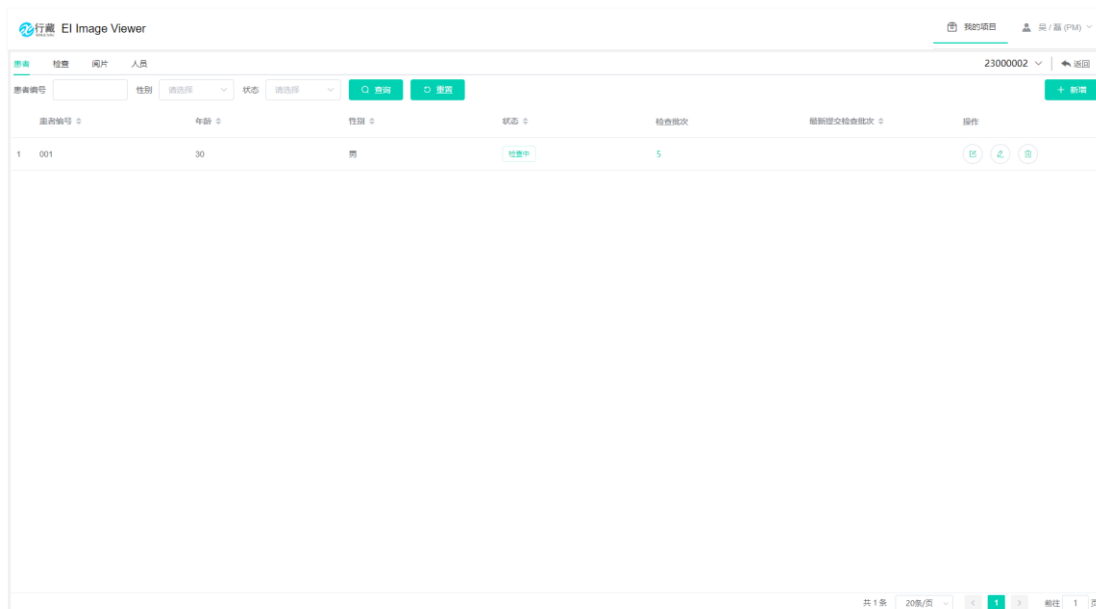 行藏 EI Image Viewer
我的项目 吴 / 磊 (PM)
患者 检查 阅片 人员 23000002 返回
患者编号 性别 请选择 状态 请选择 查询 重置 + 新增
患者编号 年龄 性别 状态 检查批次 最新提交检查批次 操作
1 001 30 男 检查中 5
共 1 条 20条/页 < 1 > 前往 1 页